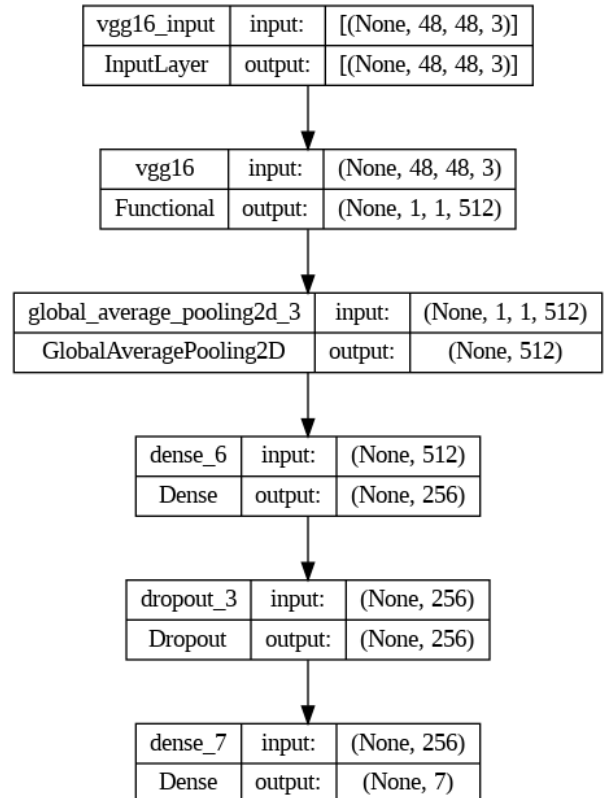 vgg16_input input: [(None, 48, 48, 3)]
InputLayer output: [(None, 48, 48, 3)]
vgg16 input: (None, 48, 48, 3)
Functional output: (None, 1, 1, 512)
global_average_pooling2d_3 input: (None, 1, 1, 512)
GlobalAveragePooling2D output: (None, 512)
dense_6 input: (None, 512)
Dense output: (None, 256)
dropout_3 input: (None, 256)
Dropout output: (None, 256)
dense_7 input: (None, 256)
Dense output: (None, 7)